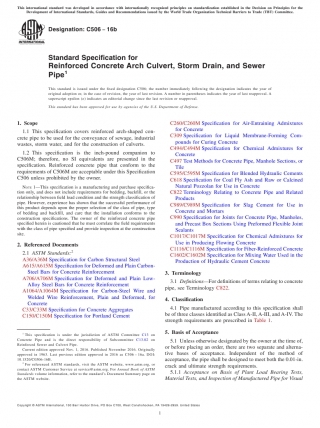 This international standard was developed in accordance with internationally recognized principles on standardization established in the Decision on Principles for the
Development of International Standards, Guides and Recommendations issued by the World Trade Organization Technical Barriers to Trade (TBT) Committee.
Designation: C506 − 16b
Standard Specification for
Reinforced Concrete Arch Culvert, Storm Drain, and Sewer
Pipe1
This standard is issued under the fixed designation C506; the number immediately following the designation indicates the year of
original adoption or, in the case of revision, the year of last revision. A number in parentheses indicates the year of last reapproval. A
superscript epsilon (ε) indicates an editorial change since the last revision or reapproval.
This standard has been approved for use by agencies of the U.S. Department of Defense.
1. Scope
1.1 This specification covers reinforced arch-shaped con-
crete pipe to be used for the conveyance of sewage, industrial
wastes, storm water, and for the construction of culverts.
1.2 This specification is the inch-pound companion to
C506M; therefore, no SI equivalents are presented in the
specification. Reinforced concrete pipe that conform to the
requirements of C506M are acceptable under this Specification
C506 unless prohibited by the owner.
NOTE 1—This specification is a manufacturing and purchase specifica-
tion only, and does not include requirements for bedding, backfill, or the
relationship between field load condition and the strength classification of
pipe. However, experience has shown that the successful performance of
this product depends upon the proper selection of the class of pipe, type
of bedding and backfill, and care that the installation conforms to the
construction specifications. The owner of the reinforced concrete pipe
specified herein is cautioned that he must correlate the field requirements
with the class of pipe specified and provide inspection at the construction
site.
2. Referenced Documents
2.1 ASTM Standards:2
A36/A36M Specification for Carbon Structural Steel
A615/A615M Specification for Deformed and Plain Carbon-
Steel Bars for Concrete Reinforcement
A706/A706M Specification for Deformed and Plain Low-
Alloy Steel Bars for Concrete Reinforcement
A1064/A1064M Specification for Carbon-Steel Wire and
Welded Wire Reinforcement, Plain and Deformed, for
Concrete
C33/C33M Specification for Concrete Aggregates
C150/C150M Specification for Portland Cement
1 This specification is under the jurisdiction of ASTM Committee C13 on
Concrete Pipe and is the direct responsibility of Subcommittee C13.02 on
Reinforced Sewer and Culvert Pipe.
Current edition approved Nov. 1, 2016. Published November 2016. Originally
approved in 1963. Last previous edition approved in 2016 as C506 – 16a. DOI:
10.1520/C0506-16B.
2 For referenced ASTM standards, visit the ASTM website, www.astm.org, or
contact ASTM Customer Service at service@astm.org. For Annual Book of ASTM
Standards volume information, refer to the standard's Document Summary page on
the ASTM website.
C260/C260M Specification for Air-Entraining Admixtures
for Concrete
C309 Specification for Liquid Membrane-Forming Com-
pounds for Curing Concrete
C494/C494M Specification for Chemical Admixtures for
Concrete
C497 Test Methods for Concrete Pipe, Manhole Sections, or
Tile
C595/C595M Specification for Blended Hydraulic Cements
C618 Specification for Coal Fly Ash and Raw or Calcined
Natural Pozzolan for Use in Concrete
C822 Terminology Relating to Concrete Pipe and Related
Products
C989/C989M Specification for Slag Cement for Use in
Concrete and Mortars
C990 Specification for Joints for Concrete Pipe, Manholes,
and Precast Box Sections Using Preformed Flexible Joint
Sealants
C1017/C1017M Specification for Chemical Admixtures for
Use in Producing Flowing Concrete
C1116/C1116M Specification for Fiber-Reinforced Concrete
C1602/C1602M Specification for Mixing Water Used in the
Production of Hydraulic Cement Concrete
3. Terminology
3.1 Definitions—For definitions of terms relating to concrete
pipe, see Terminology C822.
4. Classification
4.1 Pipe manufactured according to this specification shall
be of three classes identified as Class A-II, A-III, and A-IV. The
strength requirements are prescribed in Table 1.
5. Basis of Acceptance
5.1 Unless otherwise designated by the owner at the time of,
or before placing an order, there are two separate and alterna-
tive bases of acceptance. Independent of the method of
acceptance, the pipe shall be designed to meet both the 0.01-in.
crack and ultimate strength requirements.
5.1.1 Acceptance on Basis of Plant Load Bearing Tests,
Material Tests, and Inspection of Manufactured Pipe for Visual
Copyright © ASTM International, 100 Barr Harbor Drive, PO Box C700, West Conshohocken, PA 19428-2959. United States
1